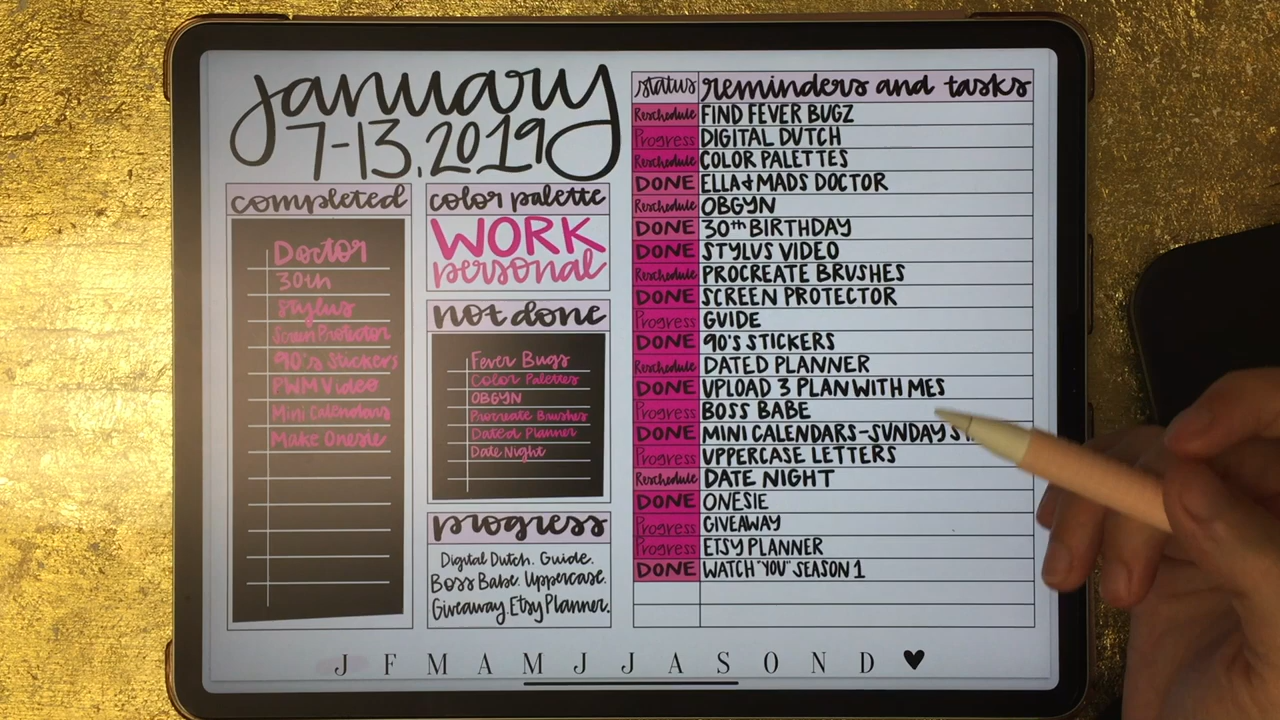 january
7-13, 2019
completed
Doctor
30th
Stylus
Screen Protector
90's Stickers
PWM Video
Mini Calendars
Make Onesie
color palette
WORK
personal
not done
Fever Bugs
Color Palettes
OBGYN
Procreate Brushes
Dated Planner
Date Night
progress
Digital Dutch. Guide.
Boss Babe. Uppercase.
Giveaway. Etsy Planner.
status reminders and tasks
Reschedule FIND FEVER BUGZ
Progress DIGITAL DUTCH
Reschedule COLOR PALETTES
DONE ELLA+MADS DOCTOR
Reschedule OBGYN
DONE 30th BIRTHDAY
DONE STYLUS VIDEO
Reschedule PROCREATE BRUSHES
DONE SCREEN PROTECTOR
Progress GUIDE
DONE 90'S STICKERS
Reschedule DATED PLANNER
DONE UPLOAD 3 PLAN WITH MES
Progress BOSS BABE
DONE MINI CALENDARS-SUNDAY
Progress UPPERCASE LETTERS
Reschedule DATE NIGHT
DONE ONESIE
Progress GIVEAWAY
Progress ETSY PLANNER
DONE WATCH "YOU" SEASON 1
J F M A M J J A S O N D ♥